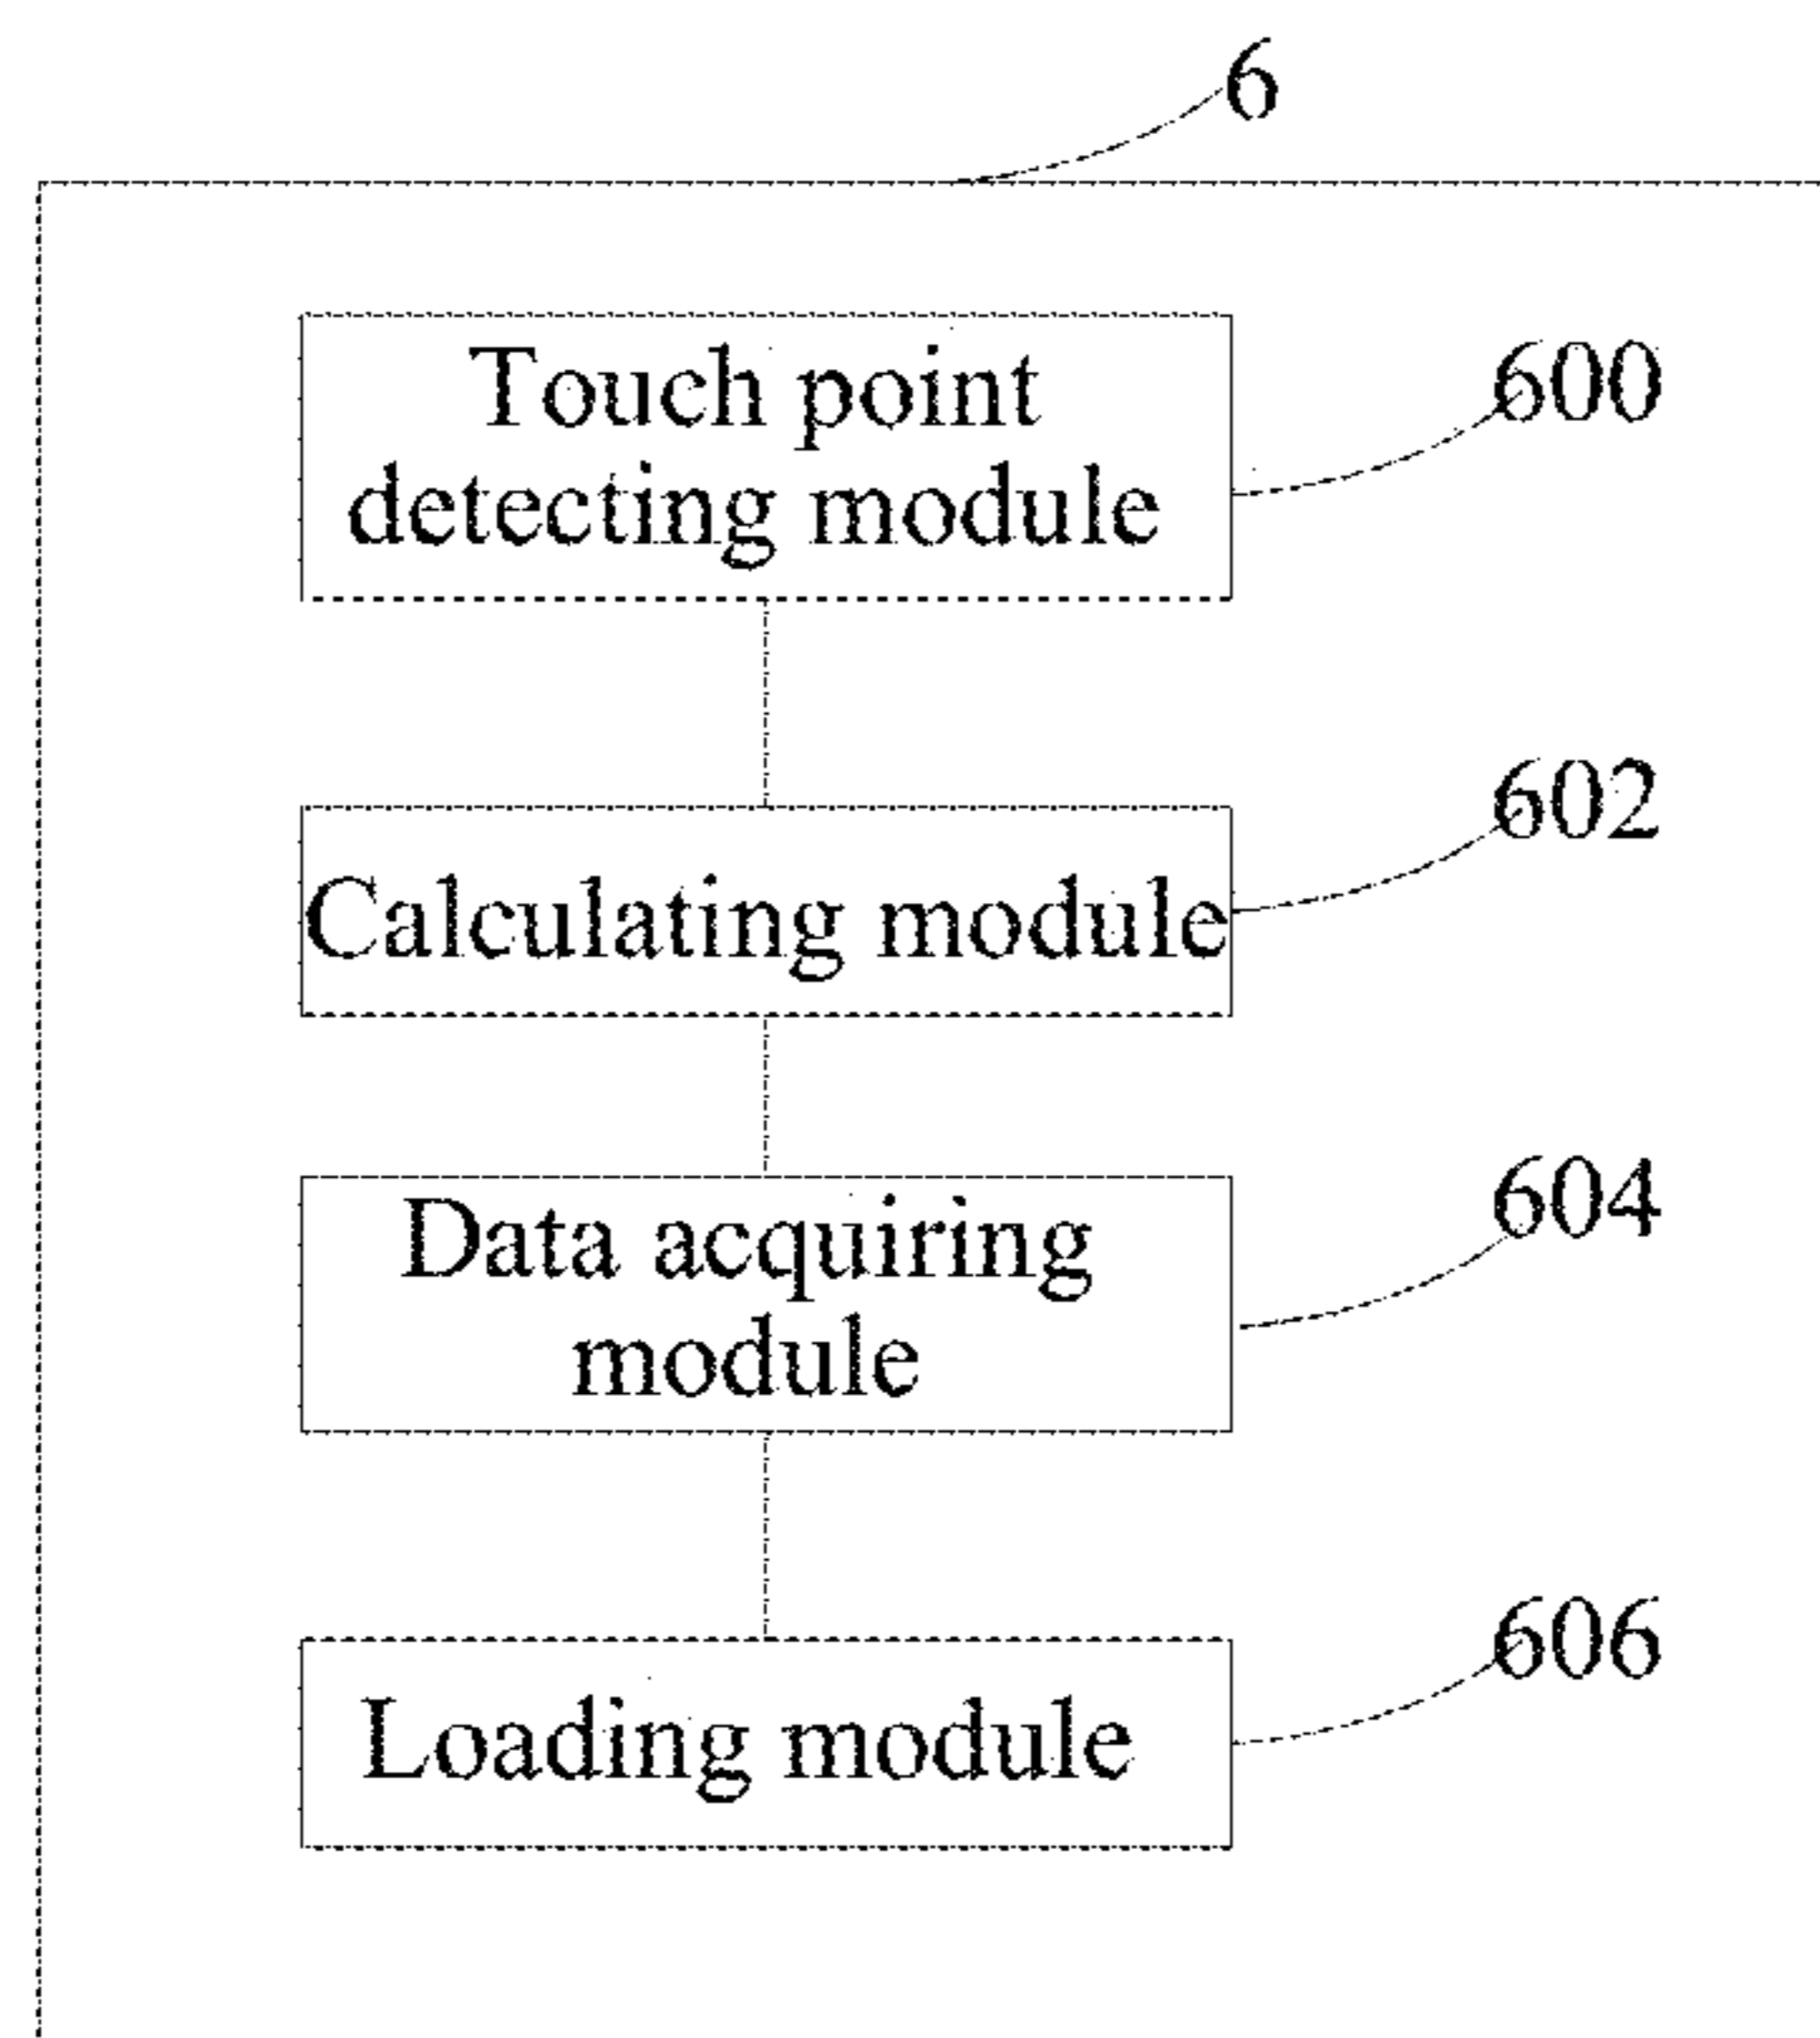 6
Touch point
detecting module
600
Calculating module
602
Data acquiring
module
604
Loading module
606